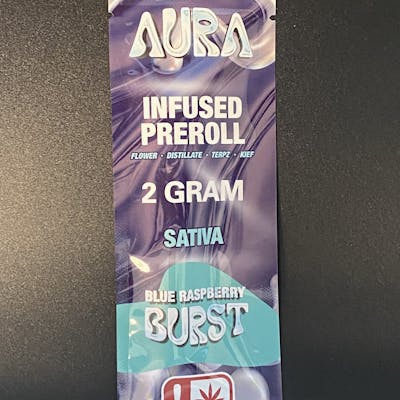 AURA
INFUSED
PREROLL
FLOWER • DISTILLATE • TERPZ • KIEF
2 GRAM
SATIVA
BLUE RASPBERRY
BURST
!